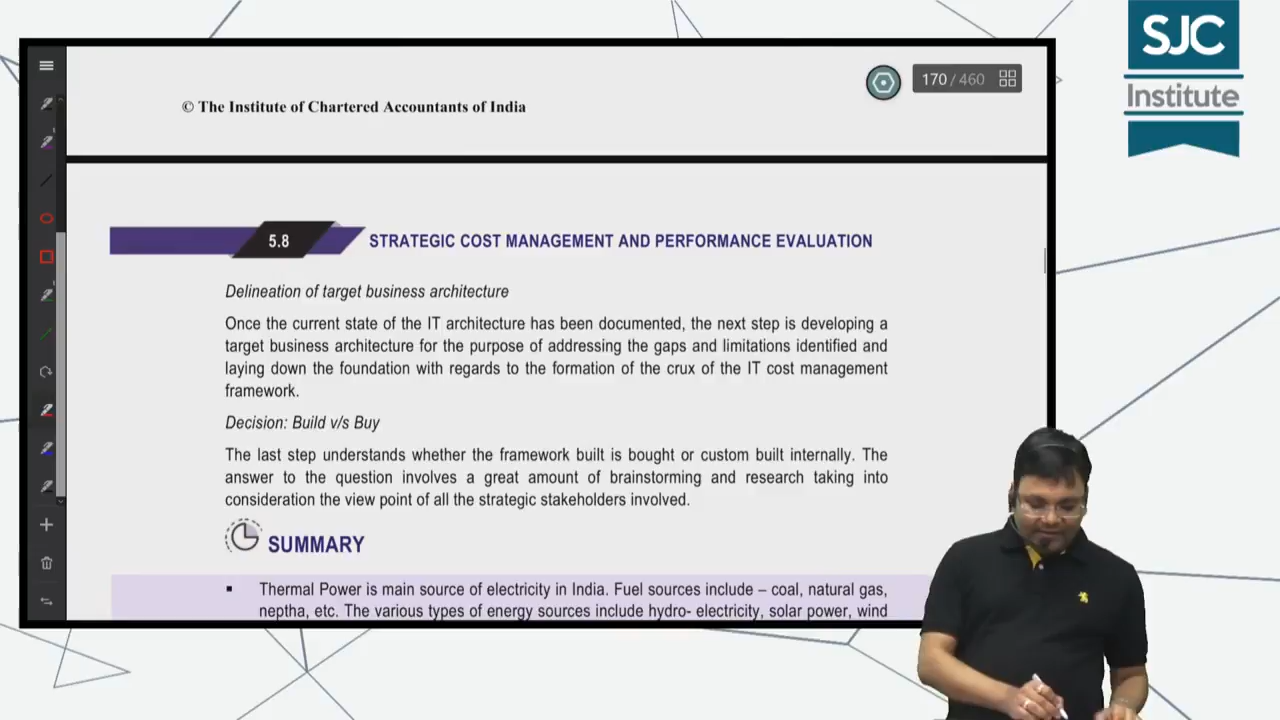 SJC
Institute
170 / 460
© The Institute of Chartered Accountants of India
5.8 STRATEGIC COST MANAGEMENT AND PERFORMANCE EVALUATION
Delineation of target business architecture
Once the current state of the IT architecture has been documented, the next step is developing a
target business architecture for the purpose of addressing the gaps and limitations identified and
laying down the foundation with regards to the formation of the crux of the IT cost management
framework.
Decision: Build v/s Buy
The last step understands whether the framework built is bought or custom built internally. The
answer to the question involves a great amount of brainstorming and research taking into
consideration the view point of all the strategic stakeholders involved.
SUMMARY
▪ Thermal Power is main source of electricity in India. Fuel sources include – coal, natural gas,
neptha, etc. The various types of energy sources include hydro- electricity, solar power, wind